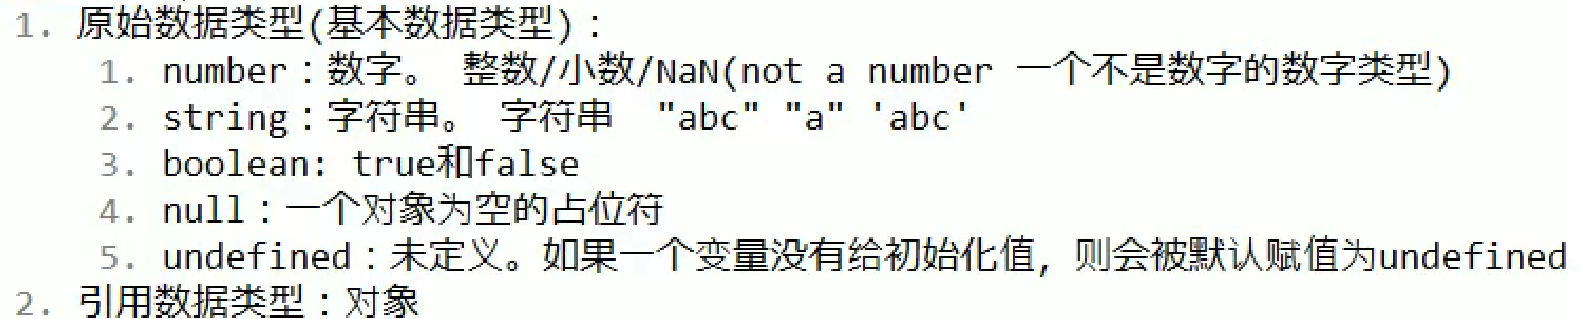 1. 原始数据类型(基本数据类型)：
1. number：数字。 整数/小数/NaN(not a number 一个不是数字的数字类型)
2. string：字符串。 字符串 "abc" "a" 'abc'
3. boolean: true和false
4. null：一个对象为空的占位符
5. undefined：未定义。如果一个变量没有给初始化值，则会被默认赋值为undefined
2. 引用数据类型：对象